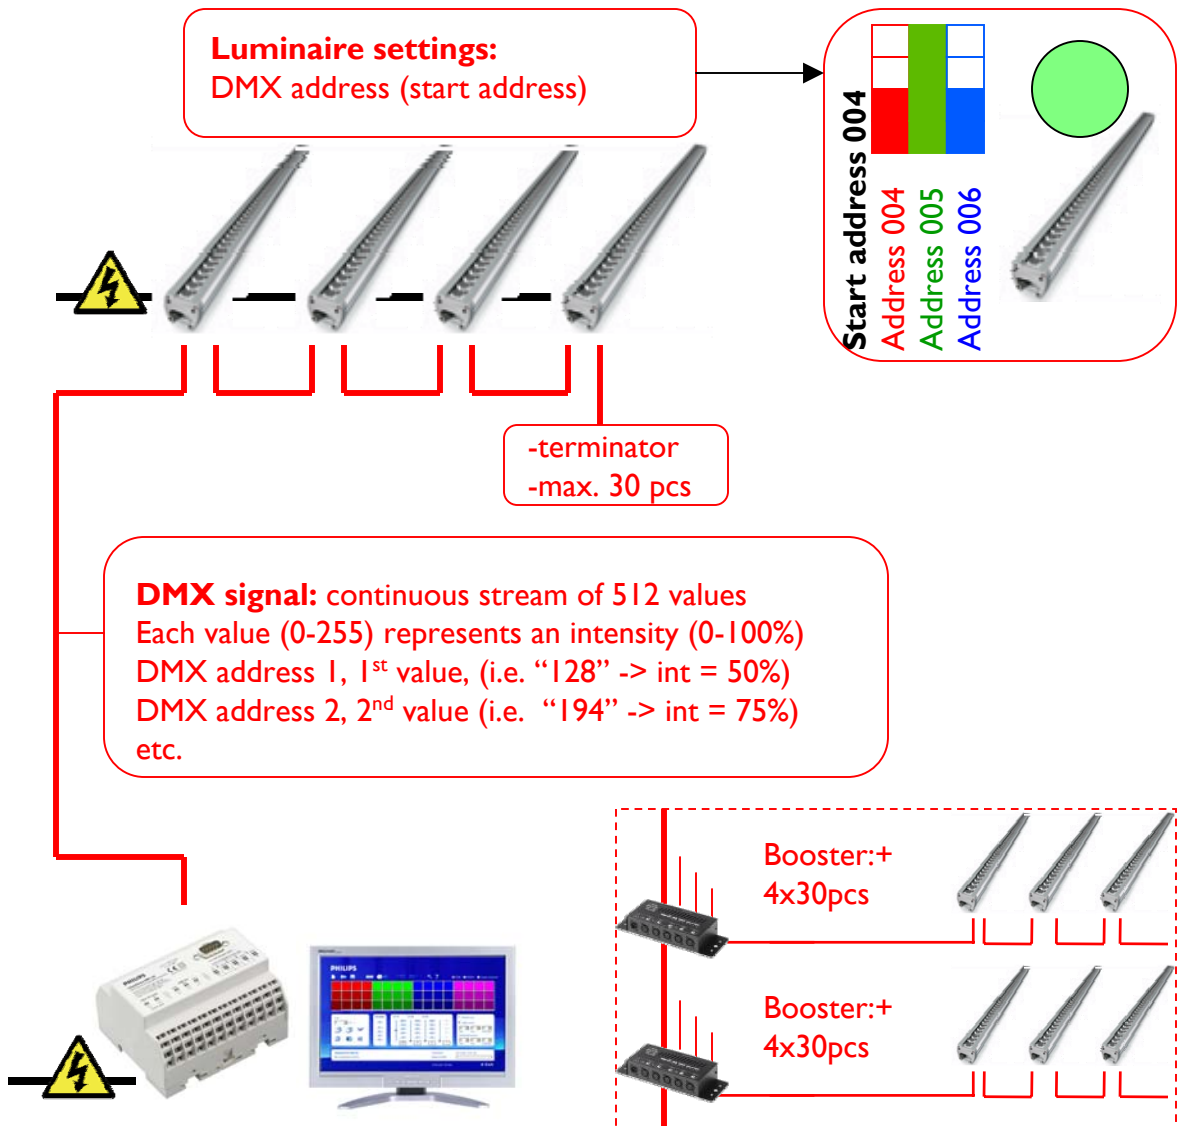 Luminaire settings:
DMX address (start address)
Start address 004
Address 004
Address 005
Address 006
-terminator
-max. 30 pcs
DMX signal: continuous stream of 512 values
Each value (0-255) represents an intensity (0-100%)
DMX address 1, 1st value, (i.e. “128” -> int = 50%)
DMX address 2, 2nd value (i.e. “194” -> int = 75%)
etc.
Booster:+
4x30pcs
Booster:+
4x30pcs
PHILIPS
PHILIPS